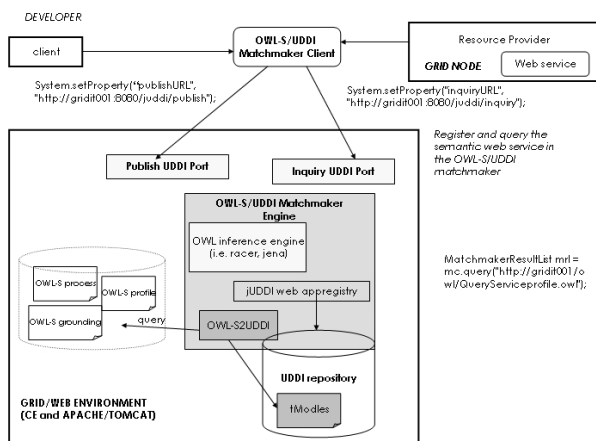 DEVELOPER
client
OWL-S/UDDI
Matchmaker Client
Resource Provider
GRID NODE
Web service
System.setProperty("publishURL",
"http://gridit001:8080/juddi/publish");
System.setProperty("inquiryURL",
"http://gridit001:8080/juddi/inquiry");
Register and query the
semantic web service in
the OWL-S/UDDI
matchmaker
Publish UDDI Port
Inquiry UDDI Port
OWL-S/UDDI Matchmaker
Engine
OWL inference engine
(i.e. racer, jena)
MatchmakerResultList mrl =
mc.query("http://gridit001/o
wl/QueryServiceprofile.owl");
OWL-S process
OWL-S profile
OWL-S grounding
jUDDI web appregistry
query
OWL-S2UDDI
UDDI repository
tModles
GRID/WEB ENVIRONMENT
(CE and APACHE/TOMCAT)